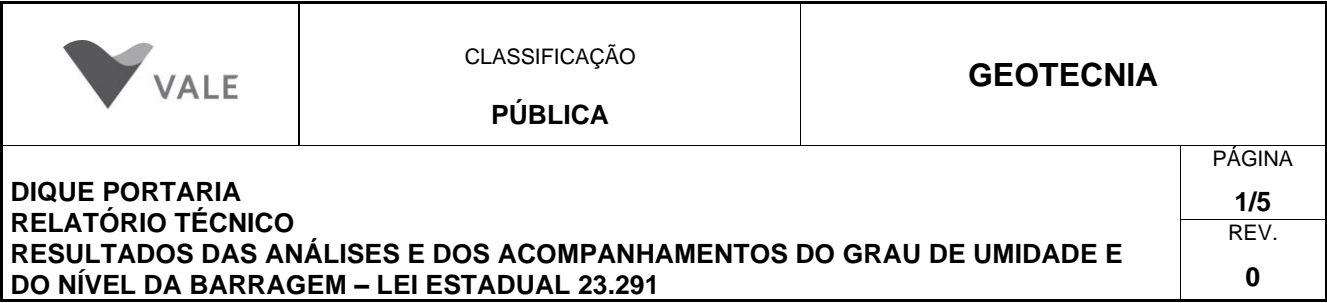 VALE
CLASSIFICAÇÃO
PÚBLICA
GEOTECNIA
DIQUE PORTARIA
RELATÓRIO TÉCNICO
RESULTADOS DAS ANÁLISES E DOS ACOMPANHAMENTOS DO GRAU DE UMIDADE E
DO NÍVEL DA BARRAGEM – LEI ESTADUAL 23.291
PÁGINA
1/5
REV.
0